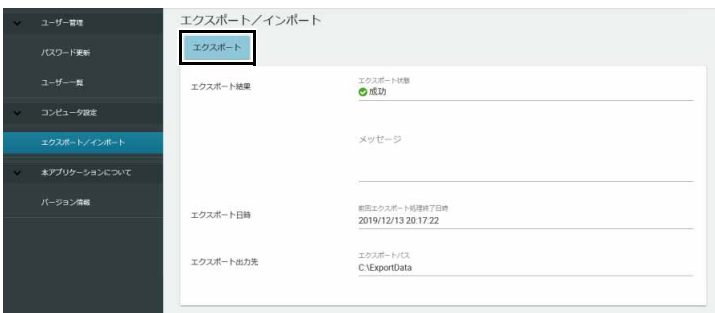 ユーザー管理
パスワード更新
ユーザー一覧
コンピュータ設定
エクスポート／インポート
本アプリケーションについて
バージョン情報
エクスポート／インポート
エクスポート
エクスポート結果
エクスポート状態
成功
メッセージ
エクスポート日時
前回エクスポート処理終了日時
2019/12/13 20:17:22
エクスポート出力先
エクスポートパス
C:\ExportData